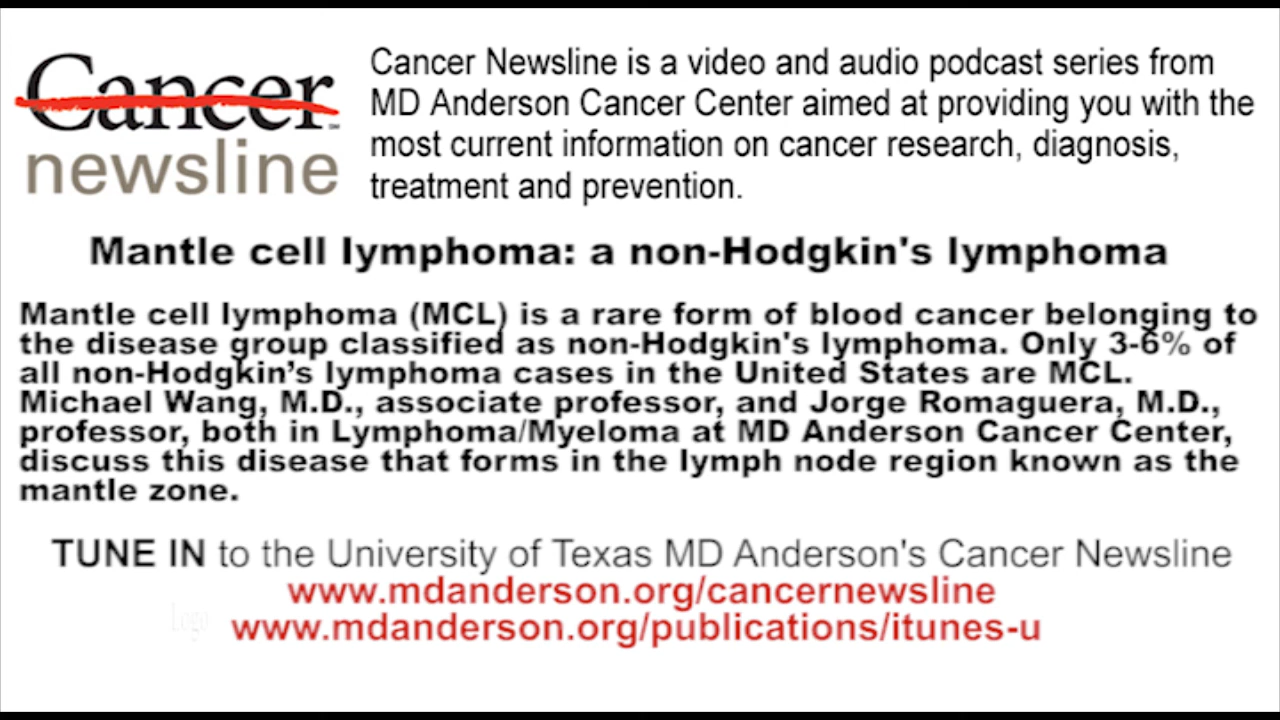 Cancer
newsline
Cancer Newsline is a video and audio podcast series from
MD Anderson Cancer Center aimed at providing you with the
most current information on cancer research, diagnosis,
treatment and prevention.
Mantle cell lymphoma: a non-Hodgkin's lymphoma
Mantle cell lymphoma (MCL) is a rare form of blood cancer belonging to
the disease group classified as non-Hodgkin's lymphoma. Only 3-6% of
all non-Hodgkin’s lymphoma cases in the United States are MCL.
Michael Wang, M.D., associate professor, and Jorge Romaguera, M.D.,
professor, both in Lymphoma/Myeloma at MD Anderson Cancer Center,
discuss this disease that forms in the lymph node region known as the
mantle zone.
TUNE IN to the University of Texas MD Anderson's Cancer Newsline
www.mdanderson.org/cancernewsline
www.mdanderson.org/publications/itunes-u